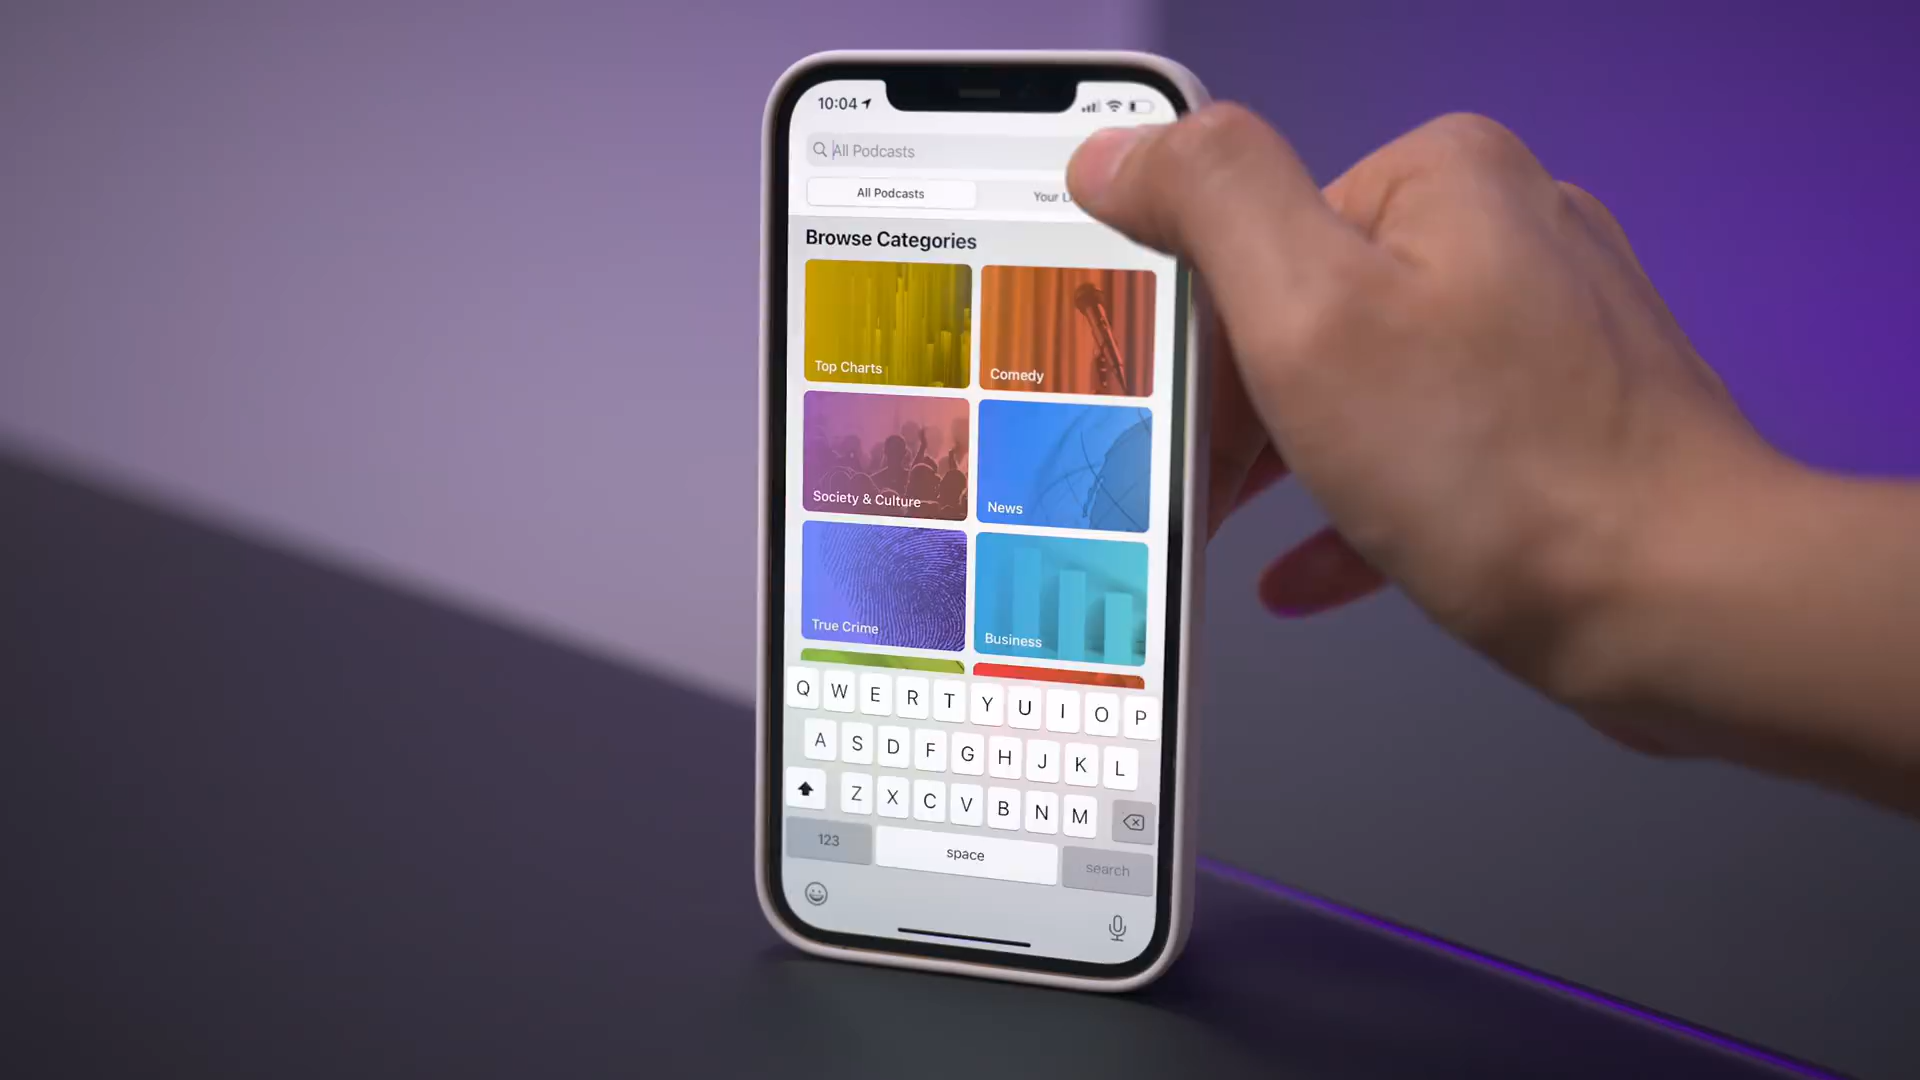 10:04
All Podcasts
All Podcasts
Your L
Browse Categories
Top Charts
Comedy
Society & Culture
News
True Crime
Business
Q W E R T Y U I O P
A S D F G H J K L
Z X C V B N M
123
space
search